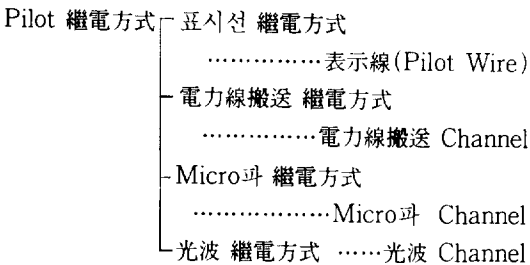 Pilot 繼電方式 표시선 繼電方式
……………表示線(Pilot Wire)
電力線搬送 繼電方式
……………電力線搬送 Channel
Micro파 繼電方式
………………Micro파 Channel
光波 繼電方式 ……光波 Channel